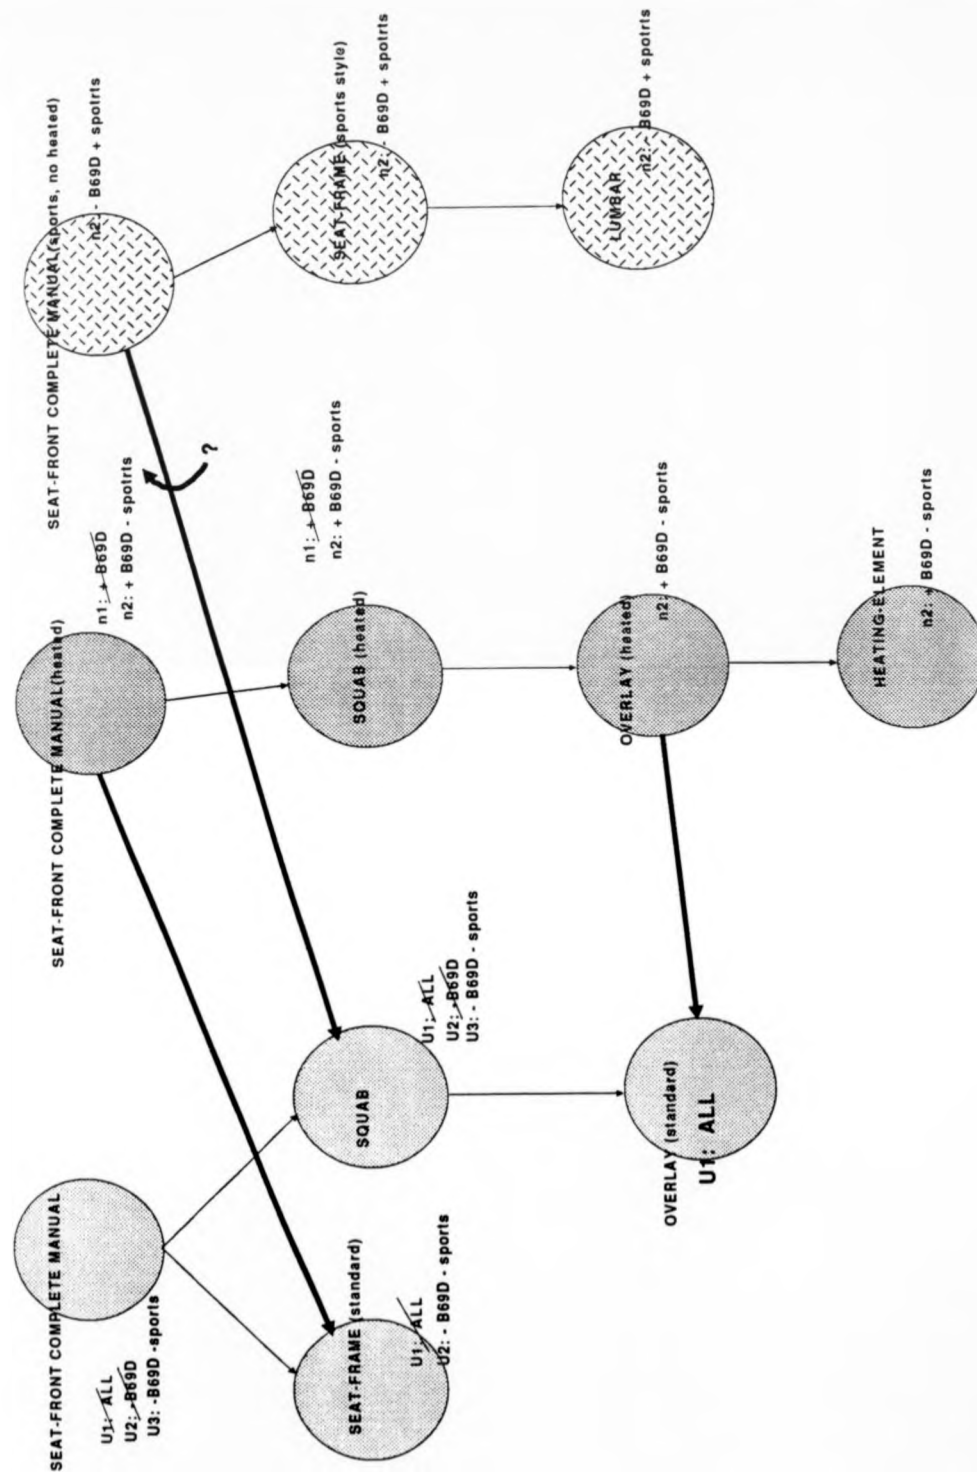 SEAT-FRONT COMPLETE MANUAL
U1: ALL
U2: -B69D
U3: -B69D -sports
SEAT-FRAME (standard)
U1: ALL
U2: - B69D - sports
SQUAB
U1: ALL
U2: -B69D
U3: - B69D - sports
OVERLAY (standard)
U1: ALL
SEAT-FRONT COMPLETE MANUAL(heated)
n1: + B69D
n2: + B69D - spotrts
SQUAB (heated)
n1: + B69D
n2: + B69D - sports
OVERLAY (heated)
n2: + B69D - sports
HEATING-ELEMENT
n2: + B69D - sports
?
SEAT-FRONT COMPLETE MANUAL(sports, no heated)
n2: - B69D + spotrts
SEAT-FRAME (sports style)
n2: - B69D + spotrts
LUMBAR
n2: - B69D + spotrts